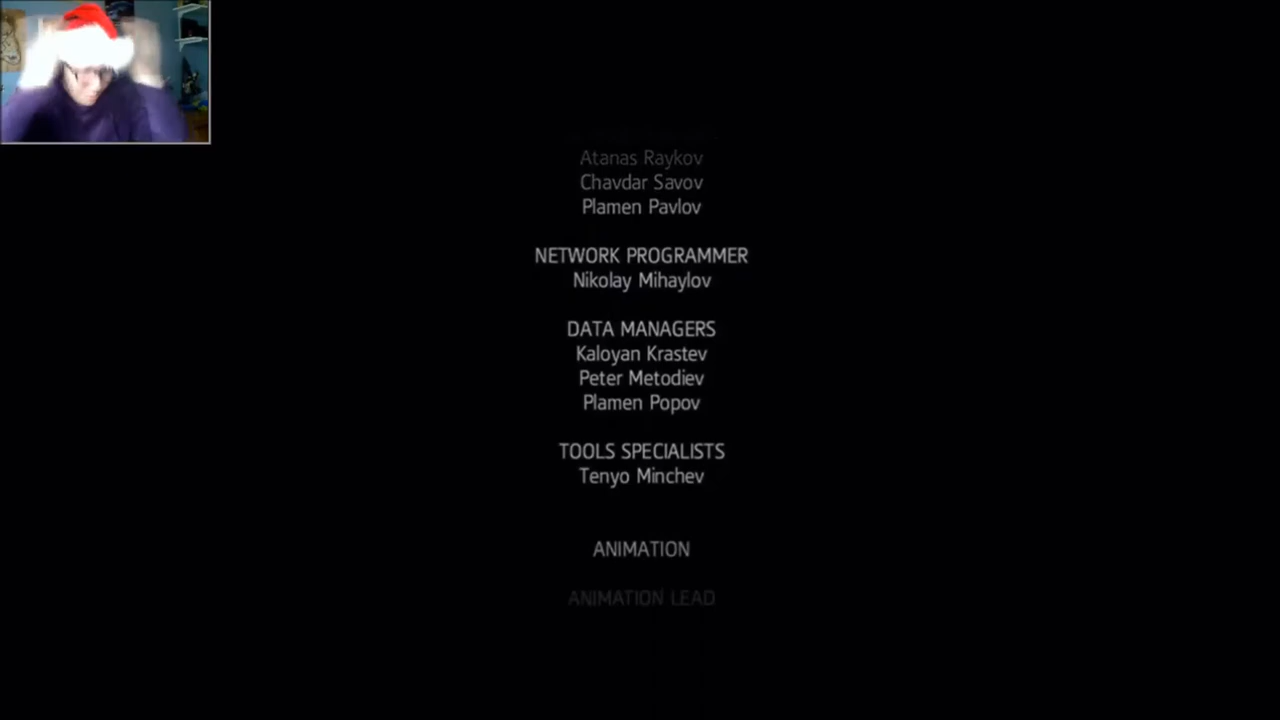 Atanas Raykov
Chavdar Savov
Plamen Pavlov
NETWORK PROGRAMMER
Nikolay Mihaylov
DATA MANAGERS
Kaloyan Krastev
Peter Metodiev
Plamen Popov
TOOLS SPECIALISTS
Tenyo Minchev
ANIMATION
ANIMATION LEAD